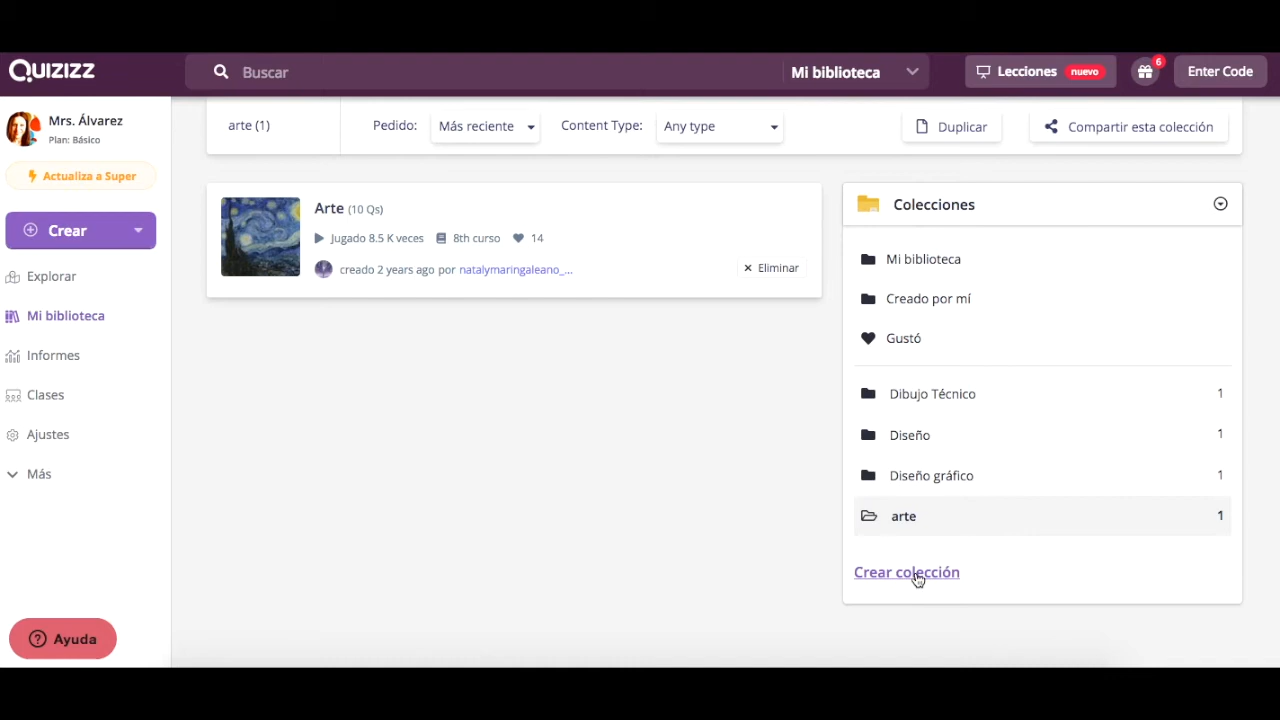 QUIZIZZ
Buscar
Mi biblioteca
Lecciones nuevo
6
Enter Code
Mrs. Álvarez
Plan: Básico
Actualiza a Super
Crear
Explorar
Mi biblioteca
Informes
Clases
Ajustes
Más
Ayuda
arte (1)
Pedido: Más reciente
Content Type: Any type
Duplicar
Compartir esta colección
Arte (10 Qs)
Jugado 8.5 K veces 8th curso 14
creado 2 years ago por natalymaringaleano_...
Eliminar
Colecciones
Mi biblioteca
Creado por mí
Gustó
Dibujo Técnico 1
Diseño 1
Diseño gráfico 1
arte 1
Crear colección